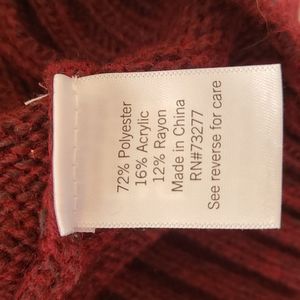 72% Polyester
16% Acrylic
12% Rayon
Made in China
RN#73277
See reverse for care